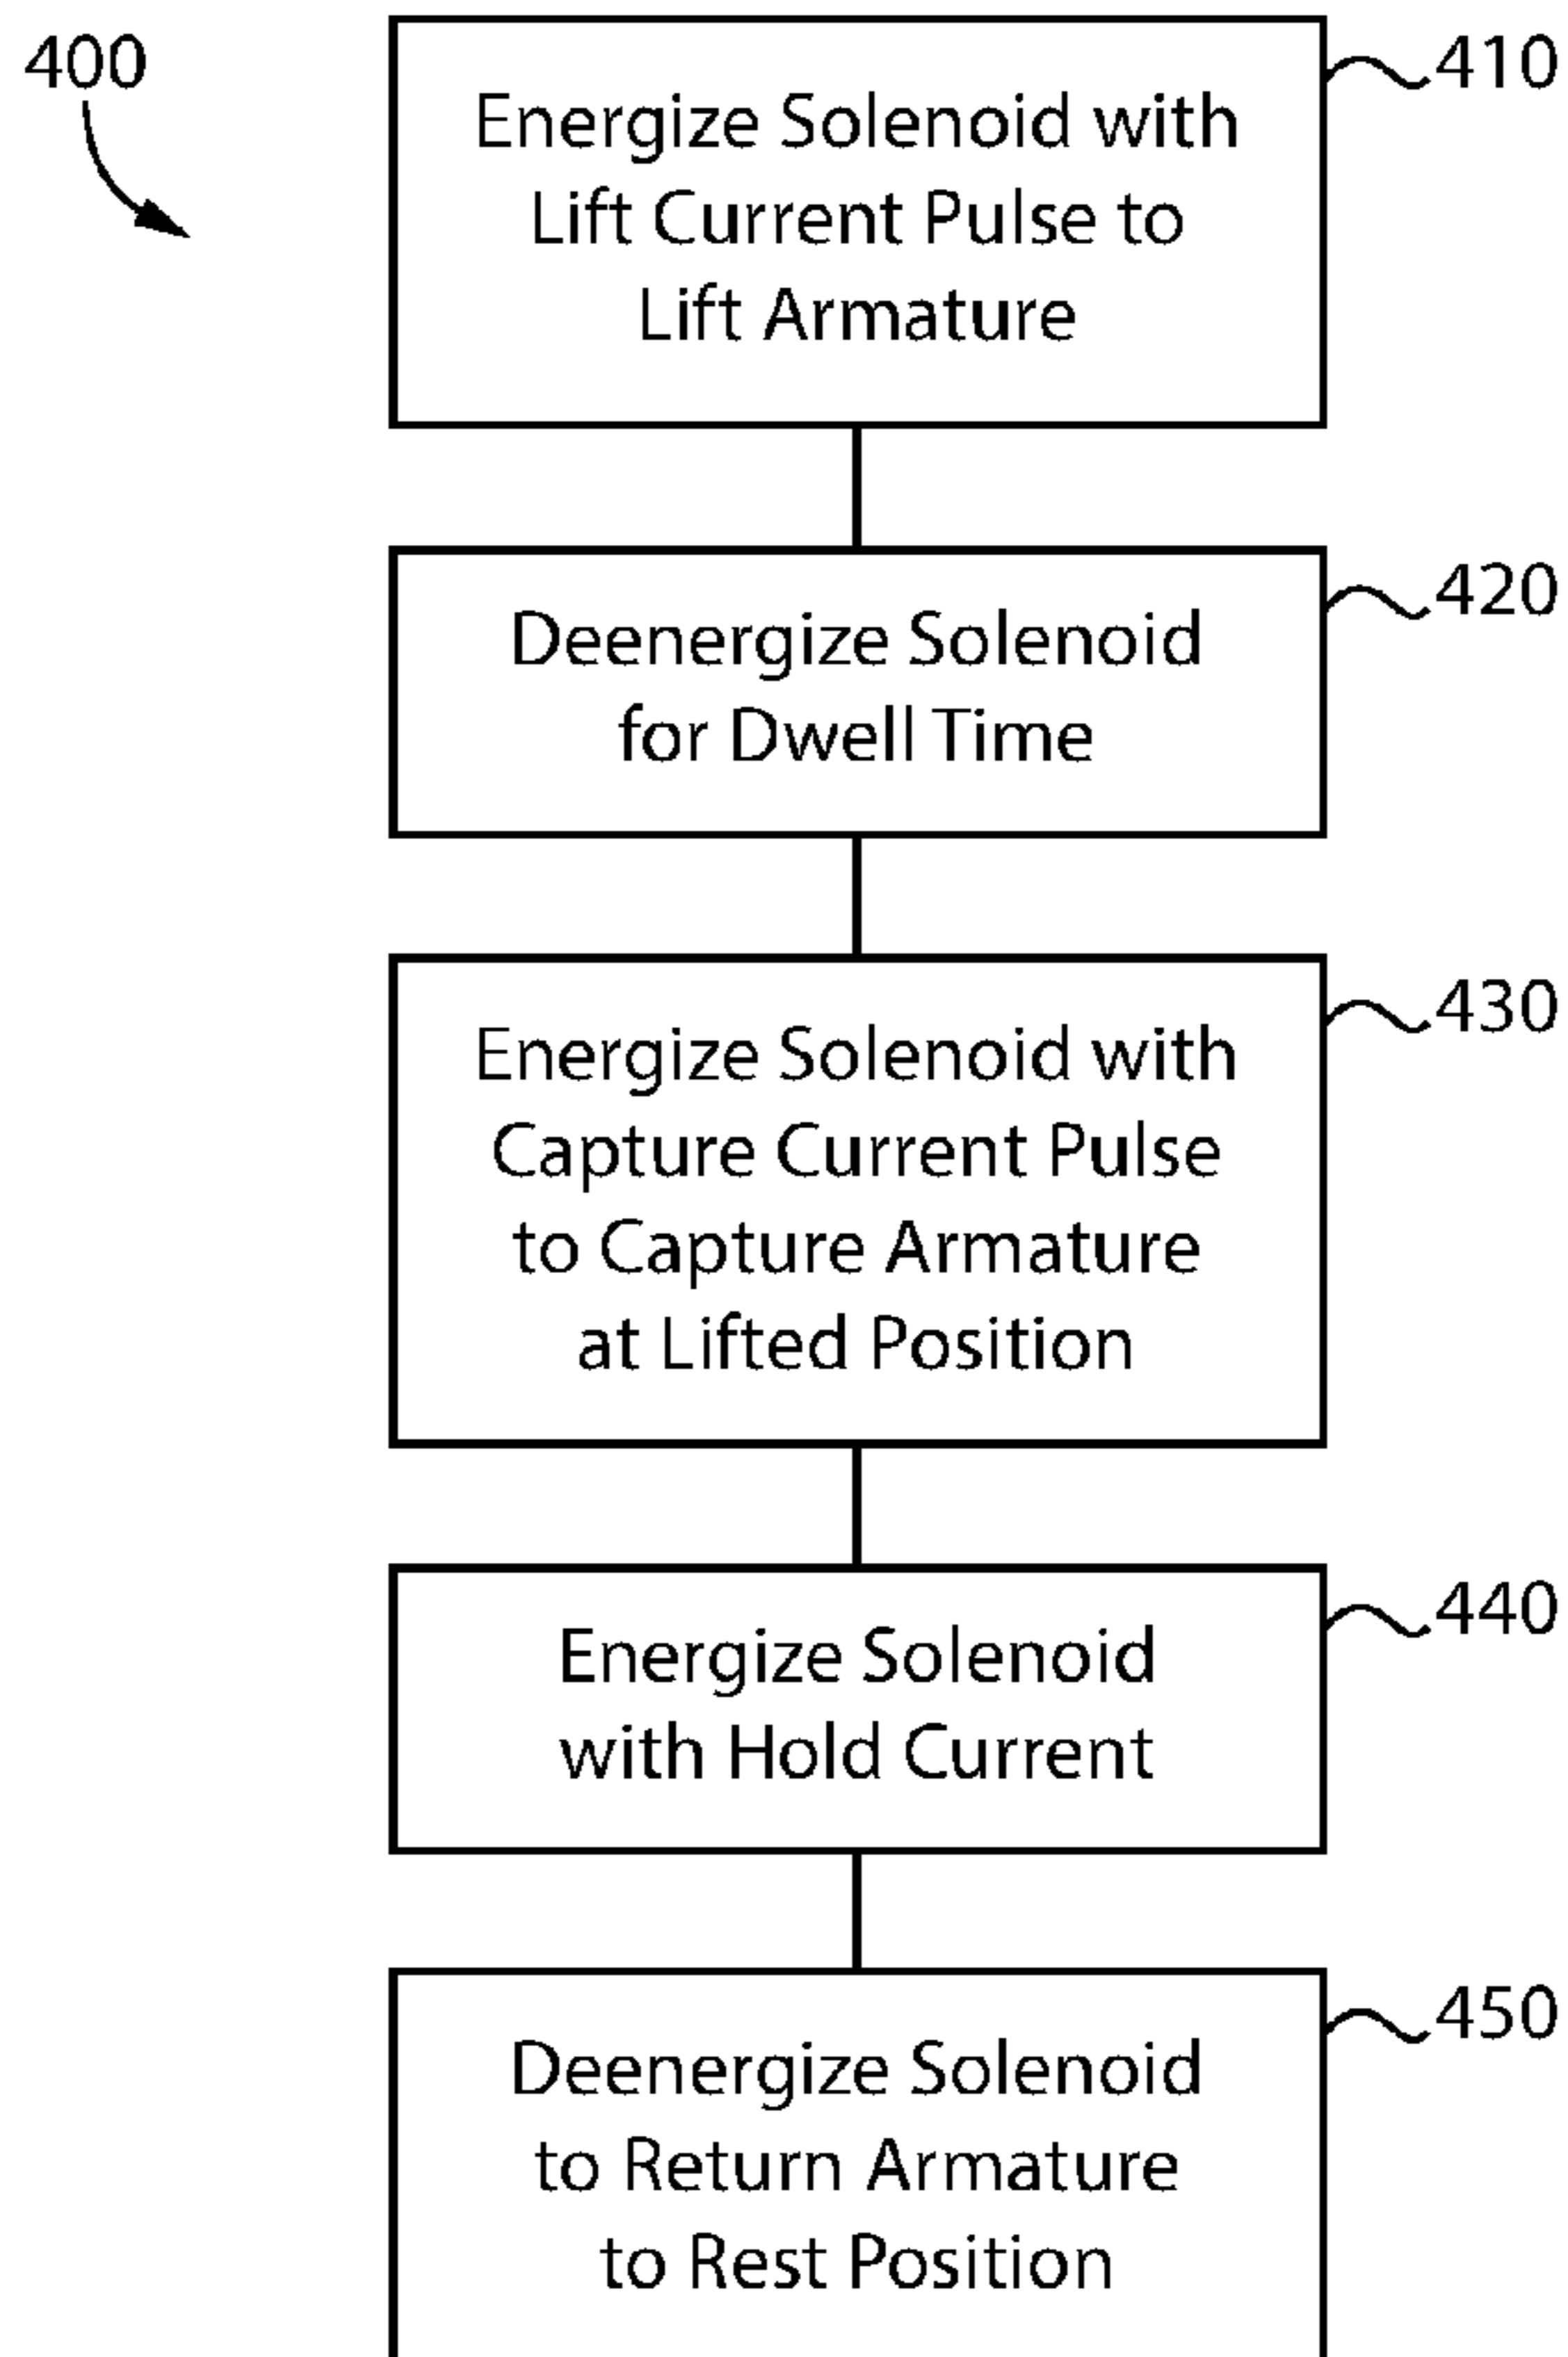 400
410
Energize Solenoid with
Lift Current Pulse to
Lift Armature
420
Deenergize Solenoid
for Dwell Time
430
Energize Solenoid with
Capture Current Pulse
to Capture Armature
at Lifted Position
440
Energize Solenoid
with Hold Current
450
Deenergize Solenoid
to Return Armature
to Rest Position